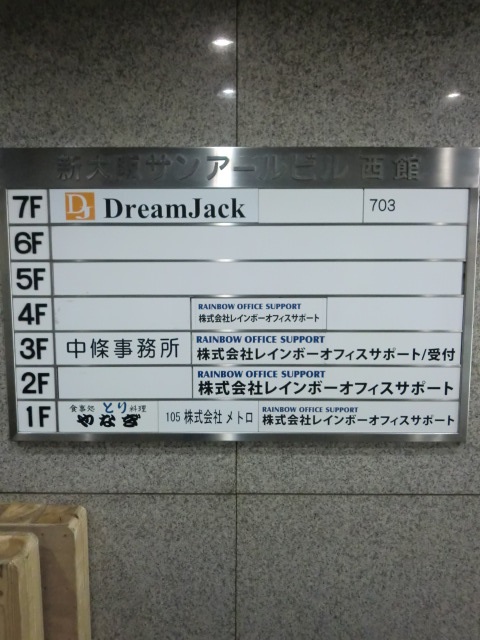 新大阪サンアールビル 西館
7F DJ DreamJack 703
6F
5F
4F RAINBOW OFFICE SUPPORT
株式会社レインボーオフィスサポート
3F 中條事務所 RAINBOW OFFICE SUPPORT
株式会社レインボーオフィスサポート/受付
2F RAINBOW OFFICE SUPPORT
株式会社レインボーオフィスサポート
1F 食事処 とり料理 やなぎ 105 株式会社 メトロ RAINBOW OFFICE SUPPORT
株式会社レインボーオフィスサポート